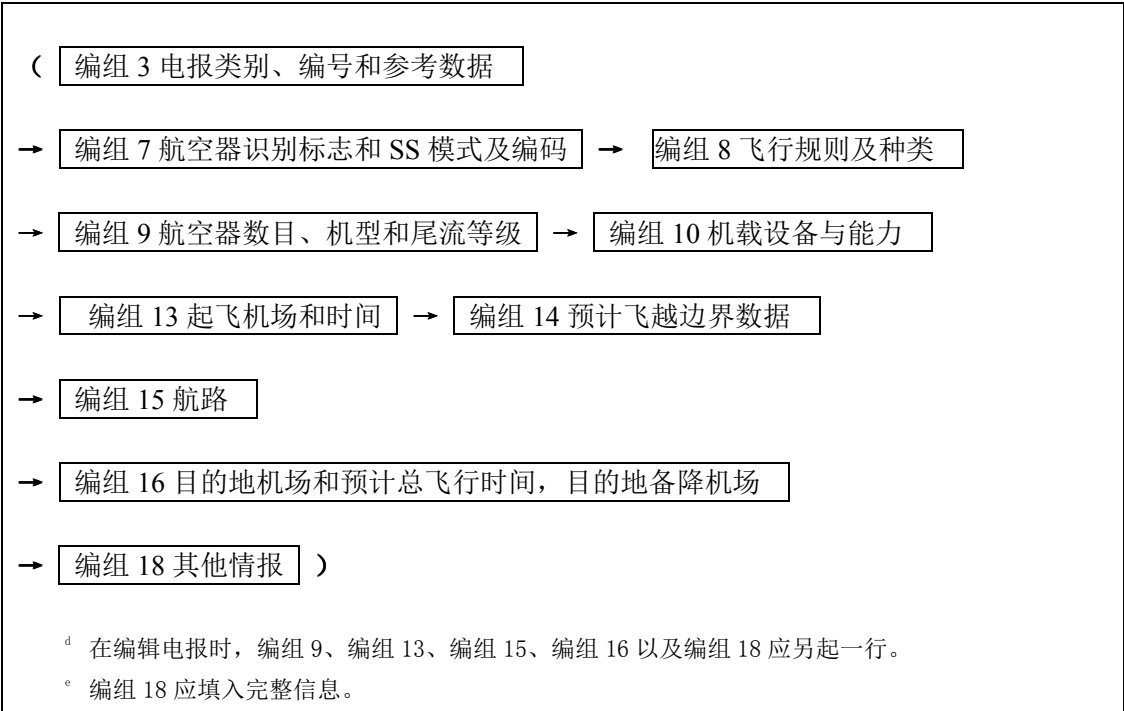 （ 编组 3 电报类别、编号和参考数据
→ 编组 7 航空器识别标志和 SS 模式及编码 → 编组 8 飞行规则及种类
→ 编组 9 航空器数目、机型和尾流等级 → 编组 10 机载设备与能力
→ 编组 13 起飞机场和时间 → 编组 14 预计飞越边界数据
→ 编组 15 航路
→ 编组 16 目的地机场和预计总飞行时间，目的地备降机场
→ 编组 18 其他情报 ）
d 在编辑电报时，编组 9、编组 13、编组 15、编组 16 以及编组 18 应另起一行。
e 编组 18 应填入完整信息。